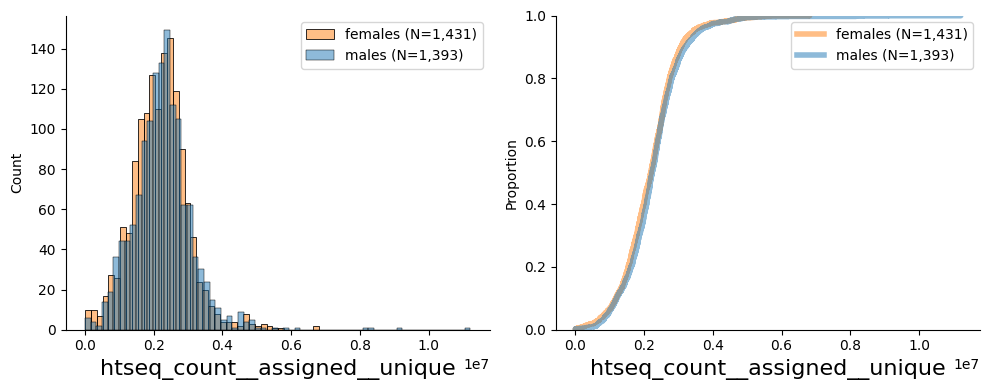 140
120
100
80
60
40
20
0
Count
females (N=1,431)
males (N=1,393)
0.0 0.2 0.4 0.6 0.8 1.0
1e7
htseq_count__assigned__unique
1.0
0.8
0.6
0.4
0.2
0.0
Proportion
females (N=1,431)
males (N=1,393)
0.0 0.2 0.4 0.6 0.8 1.0
1e7
htseq_count__assigned__unique